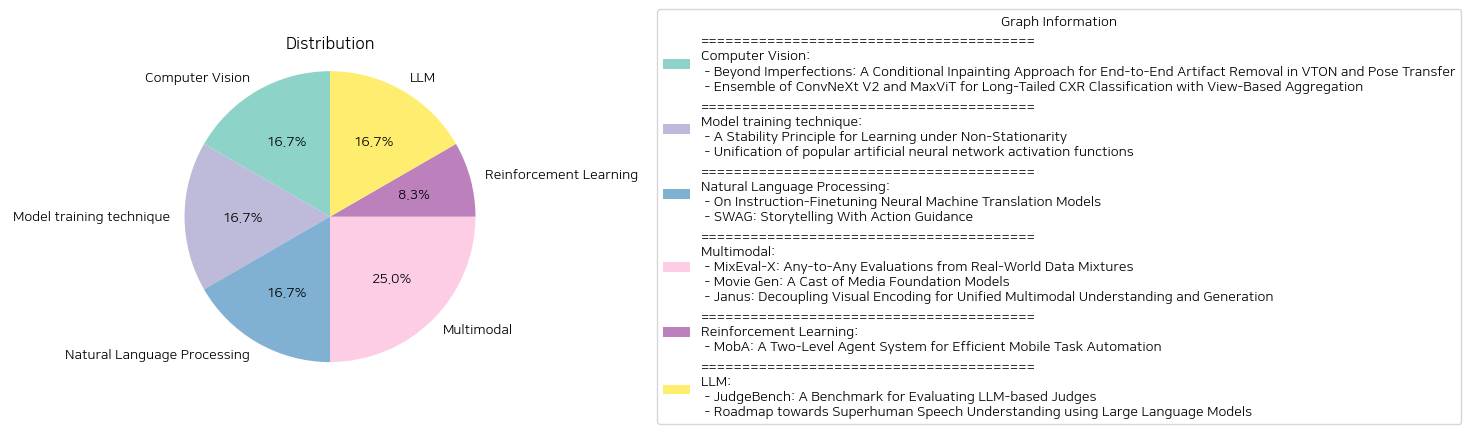 Distribution
Computer Vision
LLM
16.7%
16.7%
Reinforcement Learning
8.3%
Model training technique
16.7%
16.7%
25.0%
Multimodal
Natural Language Processing
Graph Information
========================================
Computer Vision:
- Beyond Imperfections: A Conditional Inpainting Approach for End-to-End Artifact Removal in VTON and Pose Transfer
- Ensemble of ConvNeXt V2 and MaxViT for Long-Tailed CXR Classification with View-Based Aggregation
========================================
Model training technique:
- A Stability Principle for Learning under Non-Stationarity
- Unification of popular artificial neural network activation functions
========================================
Natural Language Processing:
- On Instruction-Finetuning Neural Machine Translation Models
- SWAG: Storytelling With Action Guidance
========================================
Multimodal:
- MixEval-X: Any-to-Any Evaluations from Real-World Data Mixtures
- Movie Gen: A Cast of Media Foundation Models
- Janus: Decoupling Visual Encoding for Unified Multimodal Understanding and Generation
========================================
Reinforcement Learning:
- MobA: A Two-Level Agent System for Efficient Mobile Task Automation
========================================
LLM:
- JudgeBench: A Benchmark for Evaluating LLM-based Judges
- Roadmap towards Superhuman Speech Understanding using Large Language Models